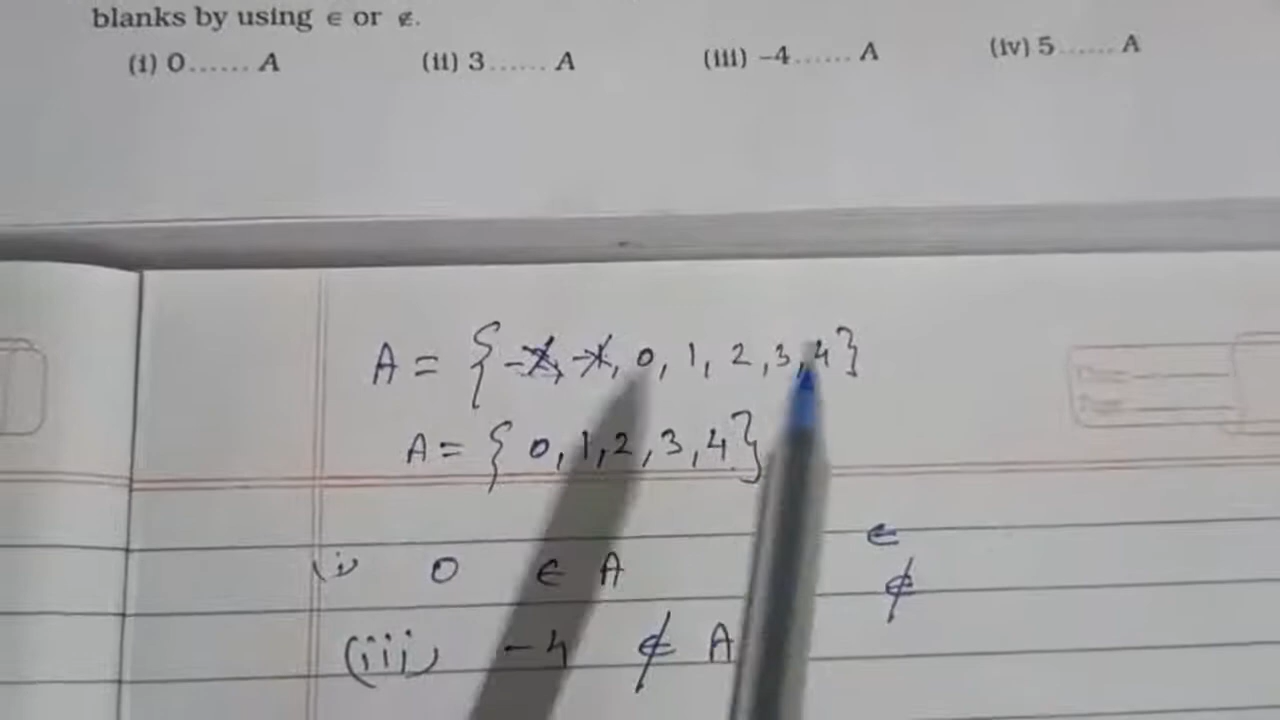 blanks by using ∈ or ∉.
(i) 0...... A (ii) 3...... A (iii) –4...... A (iv) 5...... A
A = { -2, -1, 0, 1, 2, 3, 4 }
A = { 0, 1, 2, 3, 4 }
∈
(i) 0 ∈ A
∉
(iii) -4 ∉ A